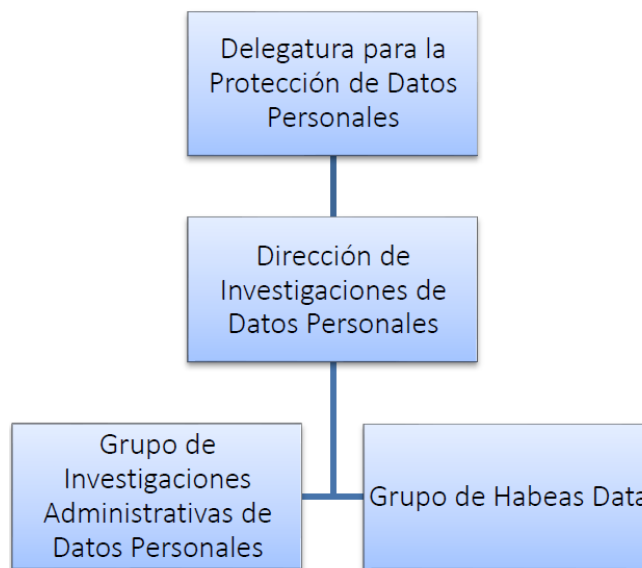 Delegatura para la
Protección de Datos
Personales
Dirección de
Investigaciones de
Datos Personales
Grupo de
Investigaciones
Administrativas de
Datos Personales
Grupo de Habeas Data